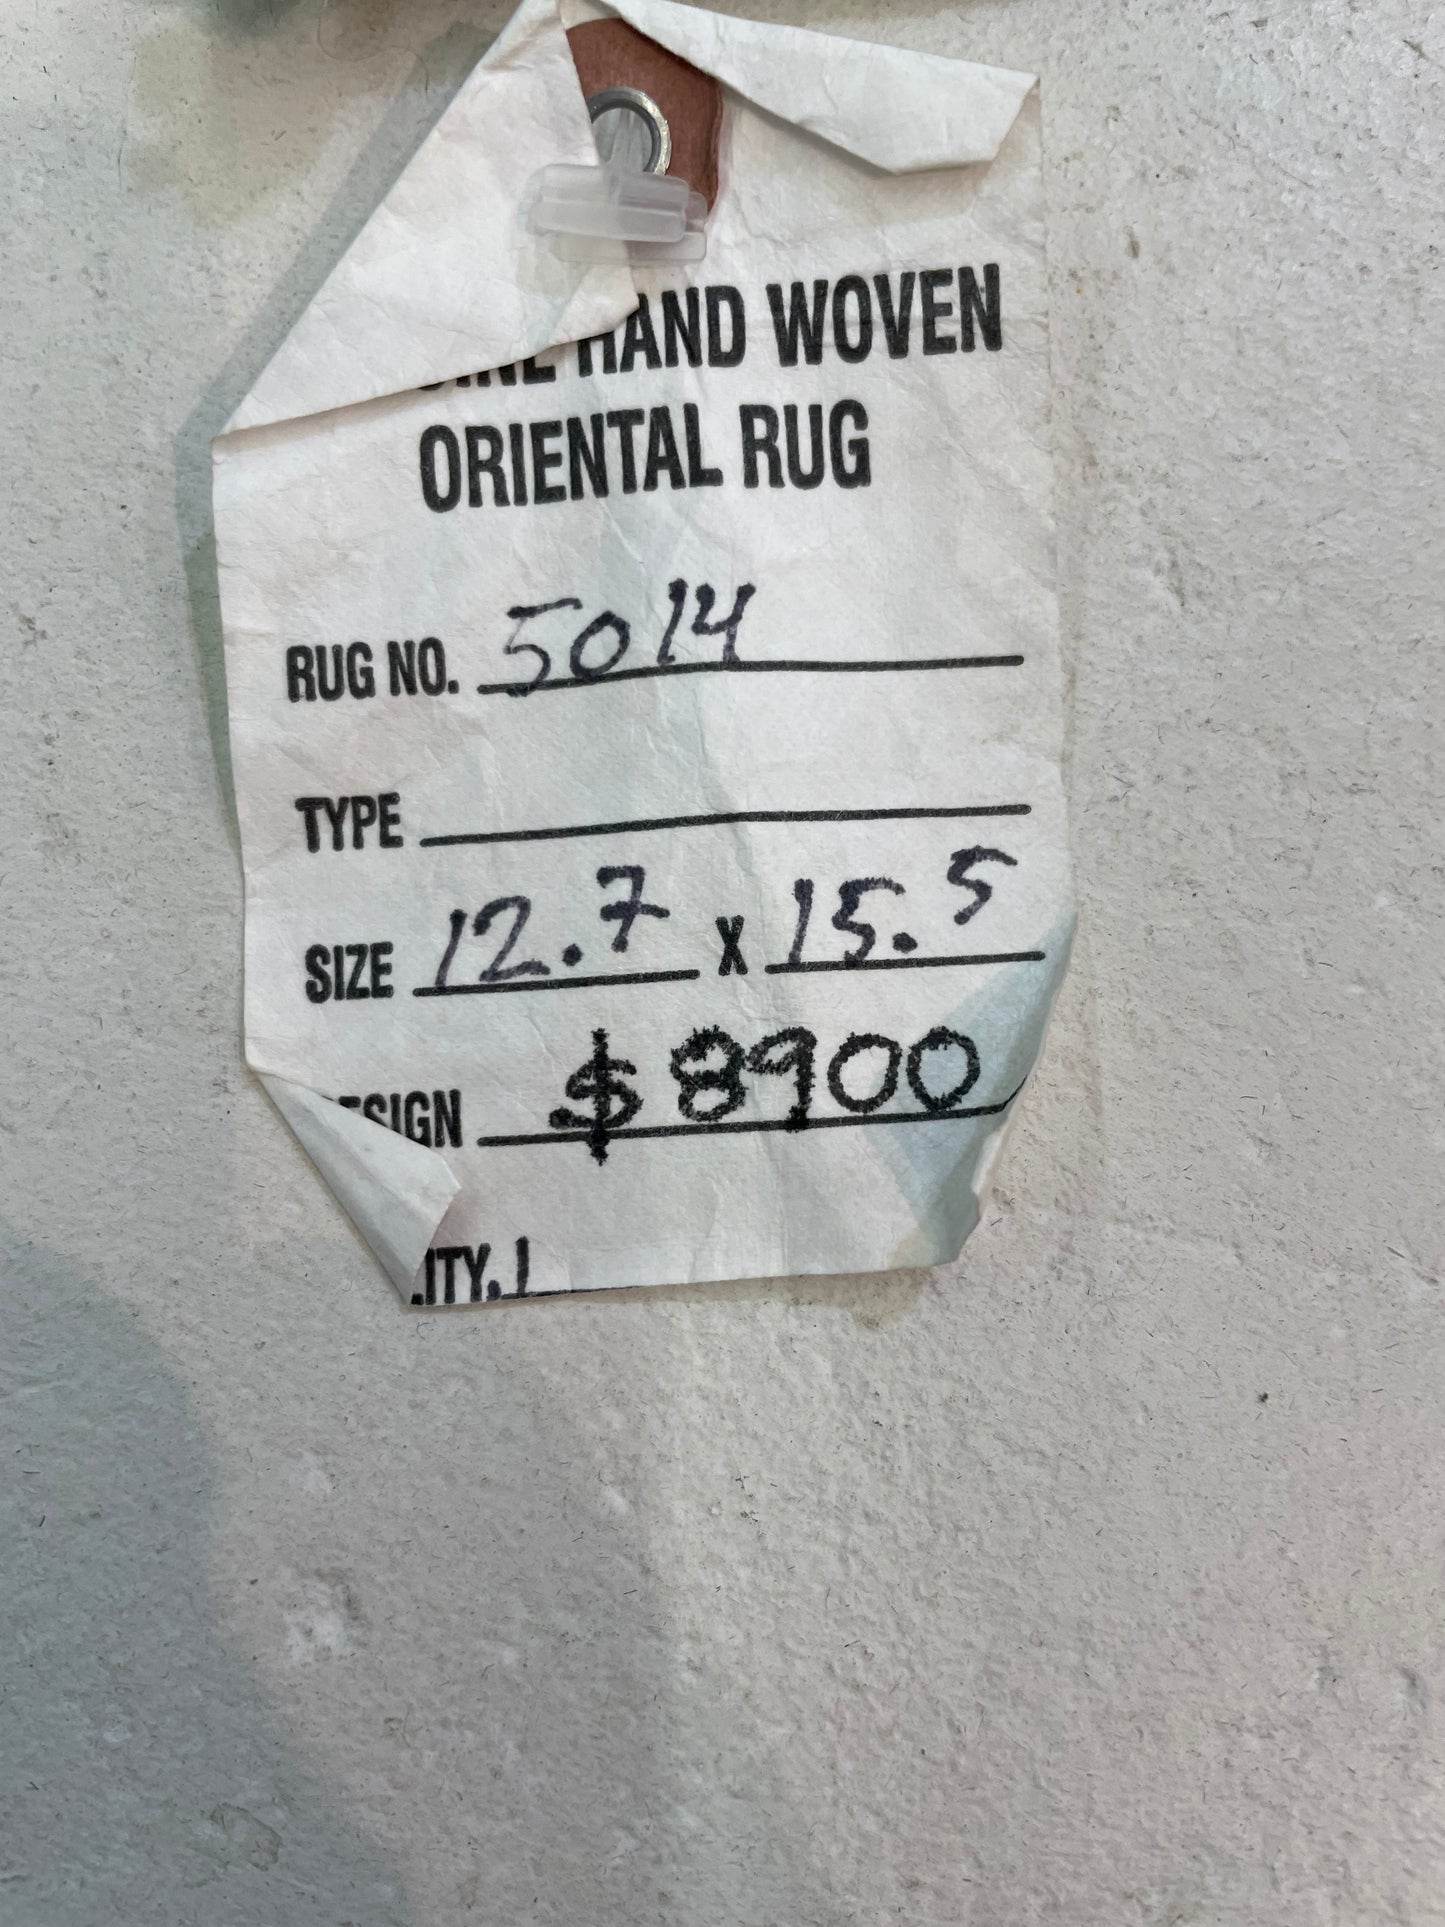 HAND WOVEN
ORIENTAL RUG
RUG NO. 5014
TYPE
SIZE 12.7 X 15.5
$8900